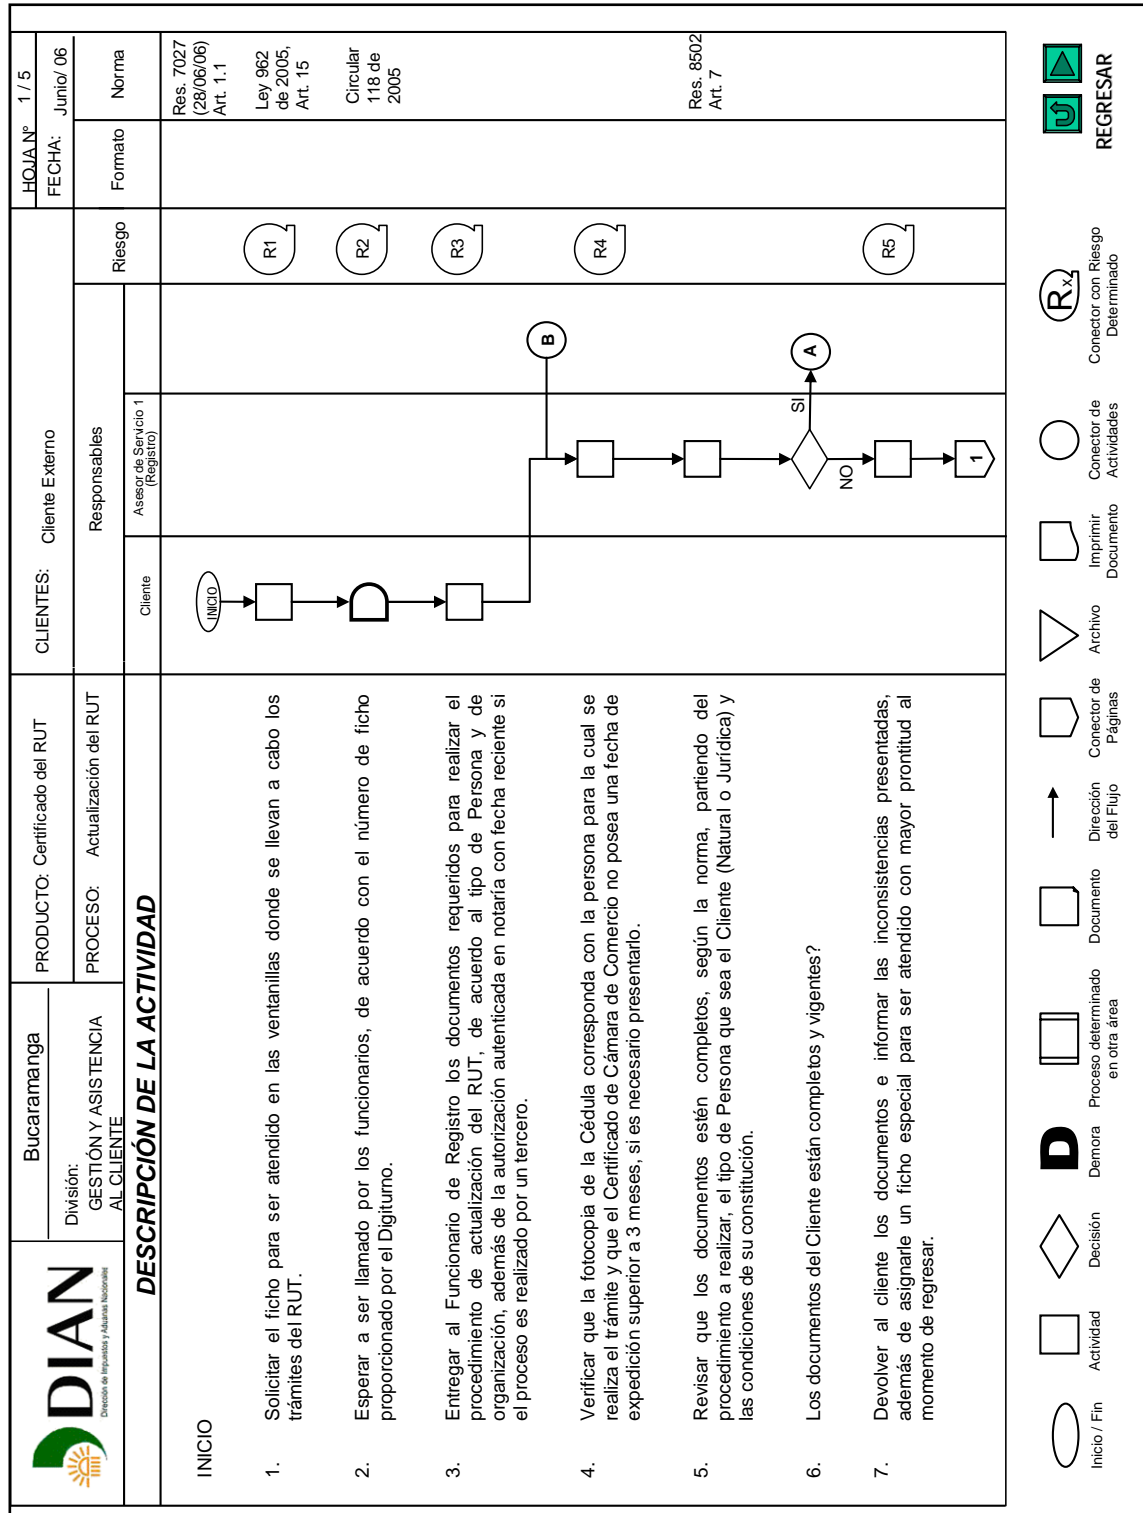 DIAN
Dirección de Impuestos y Aduanas Nacionales
Bucaramanga
División:
GESTIÓN Y ASISTENCIA
AL CLIENTE
PRODUCTO: Certificado del RUT
PROCESO: Actualización del RUT
CLIENTES: Cliente Externo
HOJA Nº 1 / 5
FECHA: Junio/ 06
DESCRIPCIÓN DE LA ACTIVIDAD
Responsables
Cliente
Asesor de Servicio 1
(Registro)
Riesgo
Formato
Norma
INICIO
INICIO
Res. 7027
(28/06/06)
Art. 1.1
1. Solicitar el ficho para ser atendido en las ventanillas donde se llevan a cabo los
trámites del RUT.
R1
Ley 962
de 2005,
Art. 15
2. Esperar a ser llamado por los funcionarios, de acuerdo con el número de ficho
proporcionado por el Digiturno.
R2
Circular
118 de
2005
3. Entregar al Funcionario de Registro los documentos requeridos para realizar el
procedimiento de actualización del RUT, de acuerdo al tipo de Persona y de
organización, además de la autorización autenticada en notaría con fecha reciente si
el proceso es realizado por un tercero.
R3
B
4. Verificar que la fotocopia de la Cédula corresponda con la persona para la cual se
realiza el trámite y que el Certificado de Cámara de Comercio no posea una fecha de
expedición superior a 3 meses, si es necesario presentarlo.
R4
5. Revisar que los documentos estén completos, según la norma, partiendo del
procedimiento a realizar, el tipo de Persona que sea el Cliente (Natural o Jurídica) y
las condiciones de su constitución.
Res. 8502
Art. 7
6. Los documentos del Cliente están completos y vigentes?
SI
A
NO
7. Devolver al cliente los documentos e informar las inconsistencias presentadas,
además de asignarle un ficho especial para ser atendido con mayor prontitud al
momento de regresar.
R5
1
Inicio / Fin
Actividad
Decisión
D
Demora
Proceso determinado
en otra área
Documento
Dirección
del Flujo
Conector de
Páginas
Archivo
Imprimir
Documento
Conector de
Actividades
Rx
Conector con Riesgo
Determinado
REGRESAR